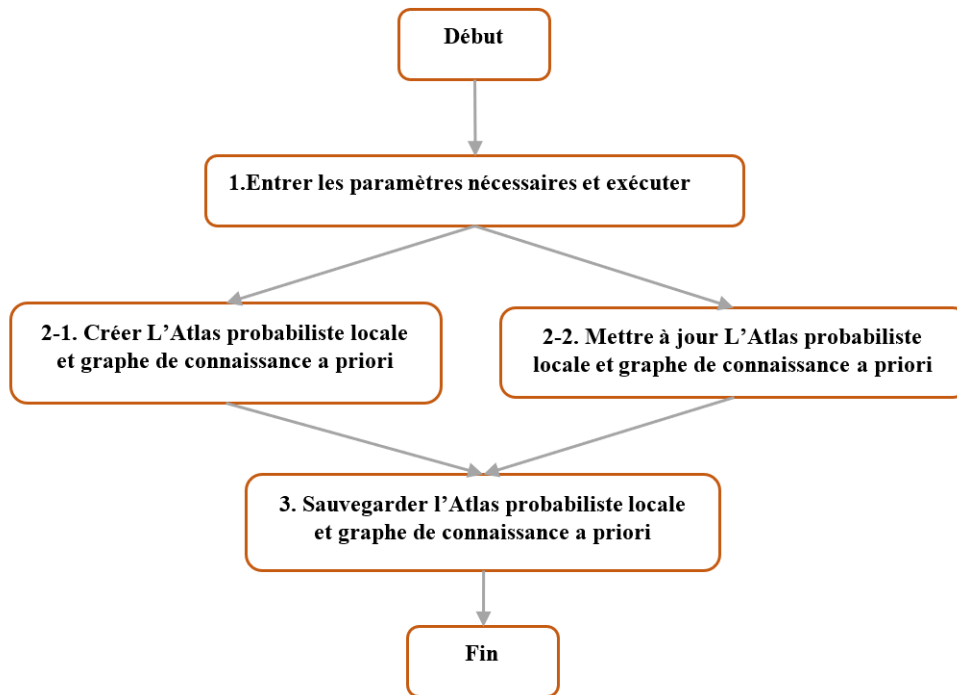 Début
1.Entrer les paramètres nécessaires et exécuter
2-1. Créer L’Atlas probabiliste locale
et graphe de connaissance a priori
2-2. Mettre à jour L’Atlas probabiliste
locale et graphe de connaissance a priori
3. Sauvegarder l’Atlas probabiliste locale
et graphe de connaissance a priori
Fin